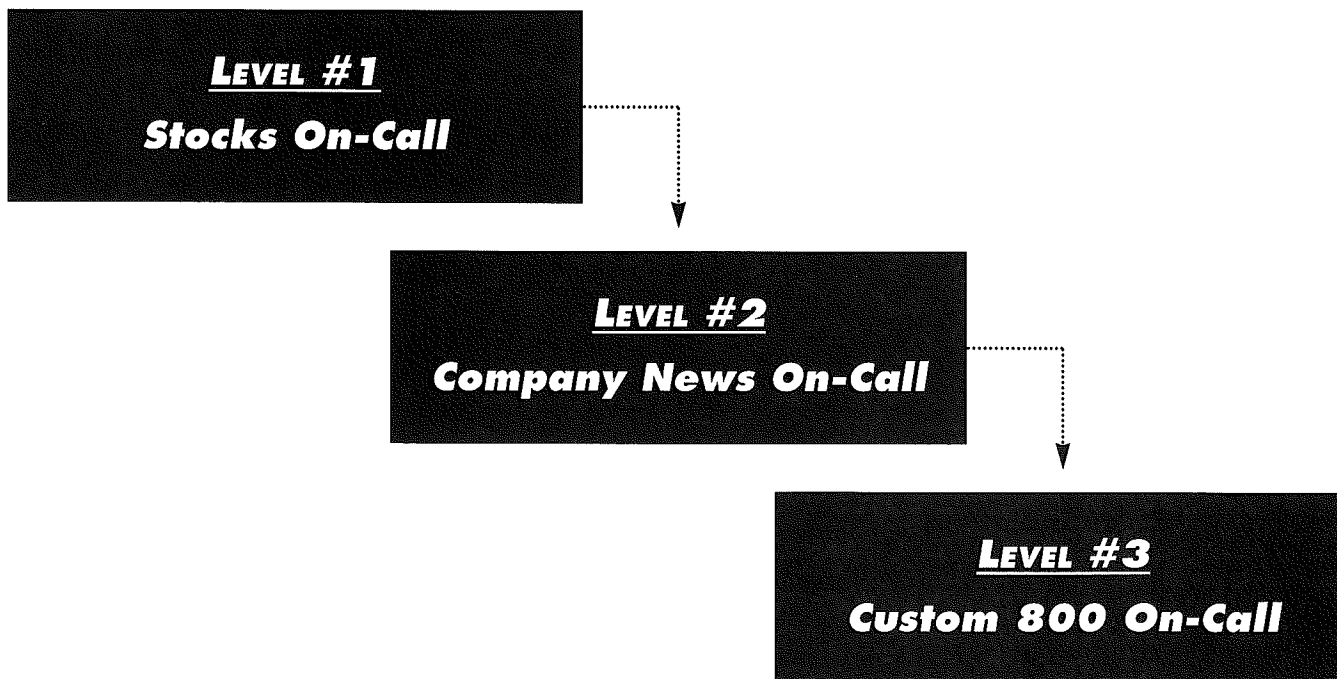 LEVEL #1
Stocks On-Call
LEVEL #2
Company News On-Call
LEVEL #3
Custom 800 On-Call